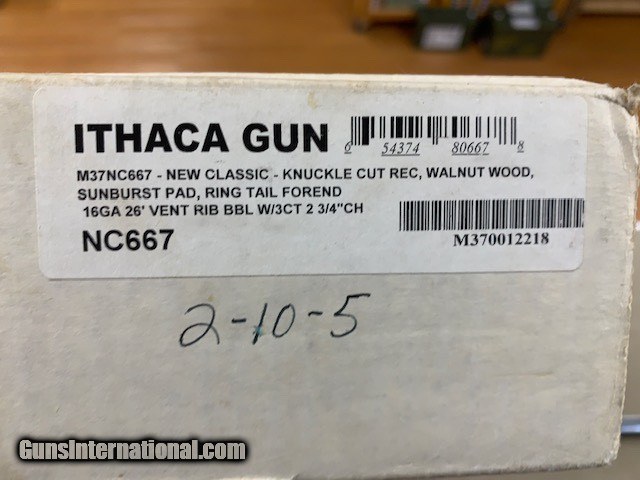 ITHACA GUN
6 54374 80667 8
M37NC667 - NEW CLASSIC - KNUCKLE CUT REC, WALNUT WOOD,
SUNBURST PAD, RING TAIL FOREND
16GA 26' VENT RIB BBL W/3CT 2 3/4"CH
NC667
M370012218
2-10-5
GunsInternational.com